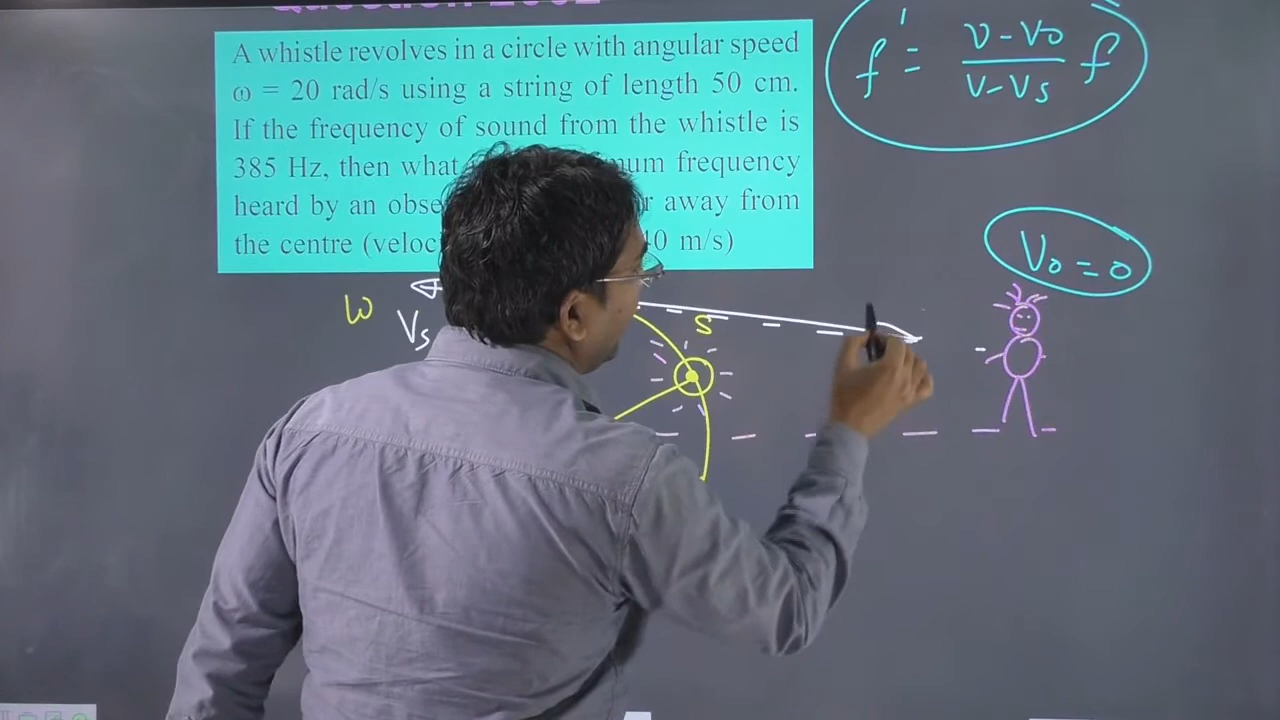 A whistle revolves in a circle with angular speed
ω = 20 rad/s using a string of length 50 cm.
If the frequency of sound from the whistle is
385 Hz, then what frequency
heard by an away from
the centre m/s)
f' = v-v₀ / v-vs f
V₀ = 0
ω
Vs
S